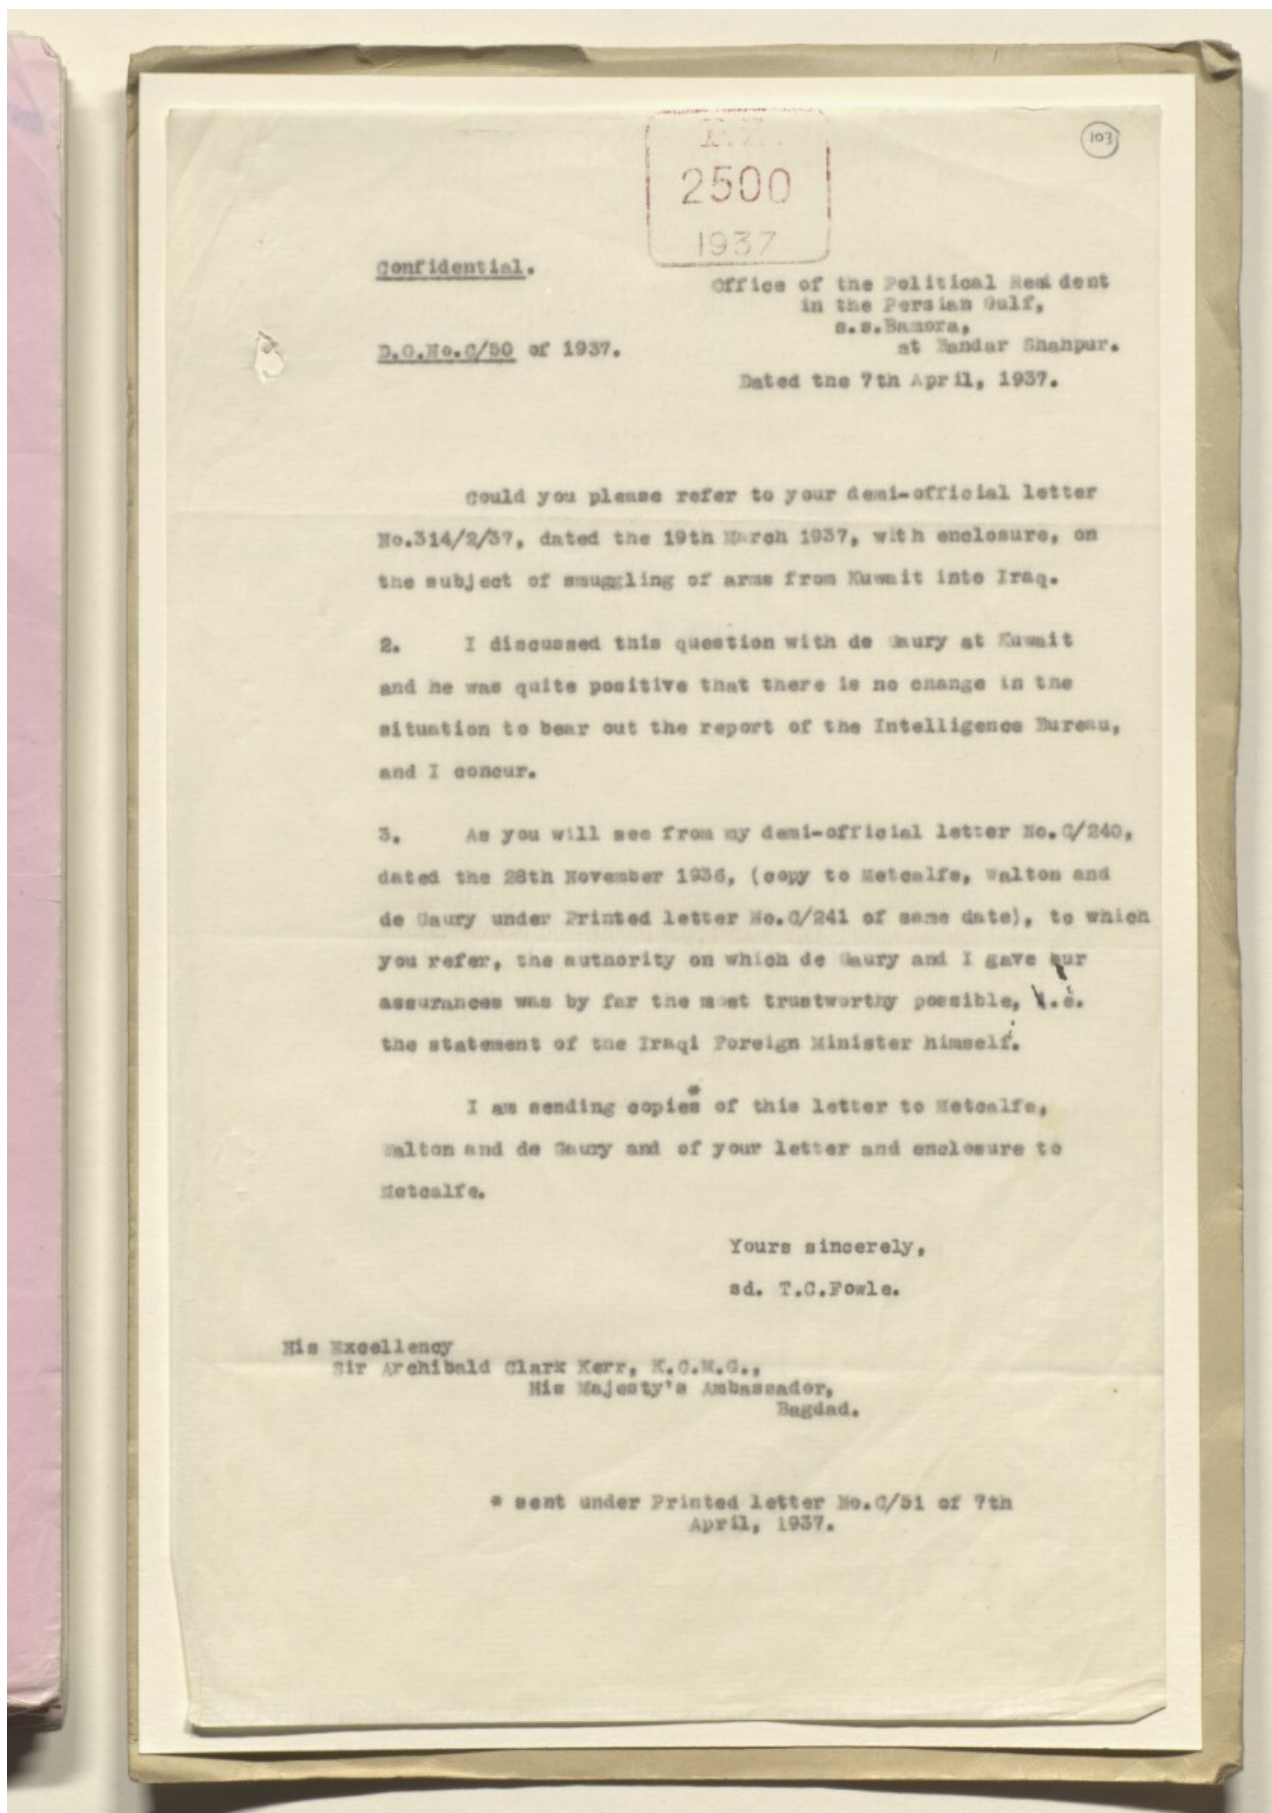 103
P.Z.
2500
1937
Confidential.
Office of the Political Resident
in the Persian Gulf,
s.s.Bamora,
at Bandar Shahpur.
D.O.No.C/50 of 1937.
Dated the 7th April, 1937.
Could you please refer to your demi-official letter
No.314/2/37, dated the 19th March 1937, with enclosure, on
the subject of smuggling of arms from Kuwait into Iraq.
2. I discussed this question with de Gaury at Kuwait
and he was quite positive that there is no change in the
situation to bear out the report of the Intelligence Bureau,
and I concur.
3. As you will see from my demi-official letter No.C/240,
dated the 28th November 1936, (copy to Metcalfe, Walton and
de Gaury under Printed letter No.C/241 of same date), to which
you refer, the authority on which de Gaury and I gave our
assurances was by far the most trustworthy possible, i.e.
the statement of the Iraqi Foreign Minister himself.
I am sending copies* of this letter to Metcalfe,
Walton and de Gaury and of your letter and enclosure to
Metcalfe.
Yours sincerely,
sd. T.C.Fowle.
His Excellency
Sir Archibald Clark Kerr, K.C.M.G.,
His Majesty's Ambassador,
Bagdad.
* sent under Printed letter No.C/51 of 7th
April, 1937.